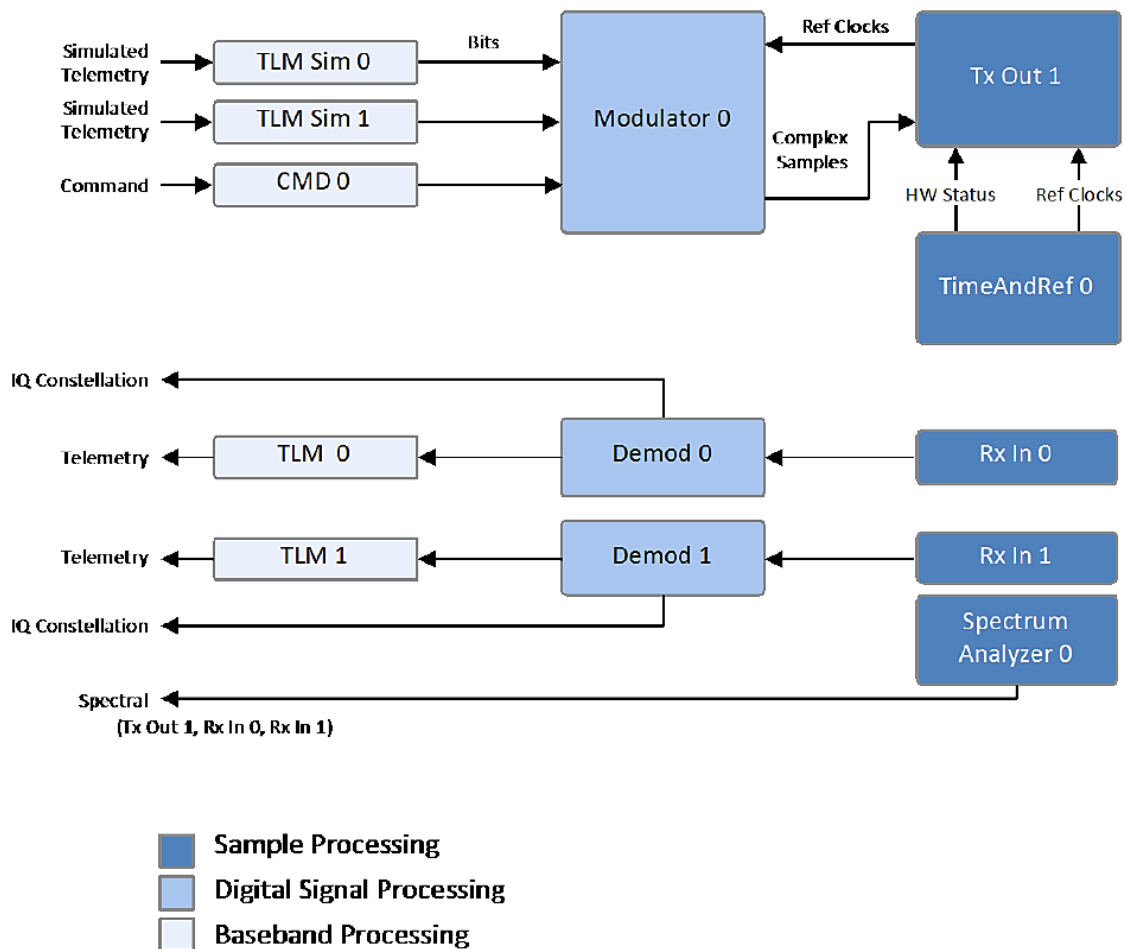 Simulated
Telemetry
TLM Sim 0
Bits
Simulated
Telemetry
TLM Sim 1
Command
CMD 0
Modulator 0
Ref Clocks
Complex
Samples
Tx Out 1
HW Status
Ref Clocks
TimeAndRef 0
IQ Constellation
Telemetry
TLM 0
Demod 0
Rx In 0
Telemetry
TLM 1
Demod 1
Rx In 1
IQ Constellation
Spectrum
Analyzer 0
Spectral
(Tx Out 1, Rx In 0, Rx In 1)
Sample Processing
Digital Signal Processing
Baseband Processing